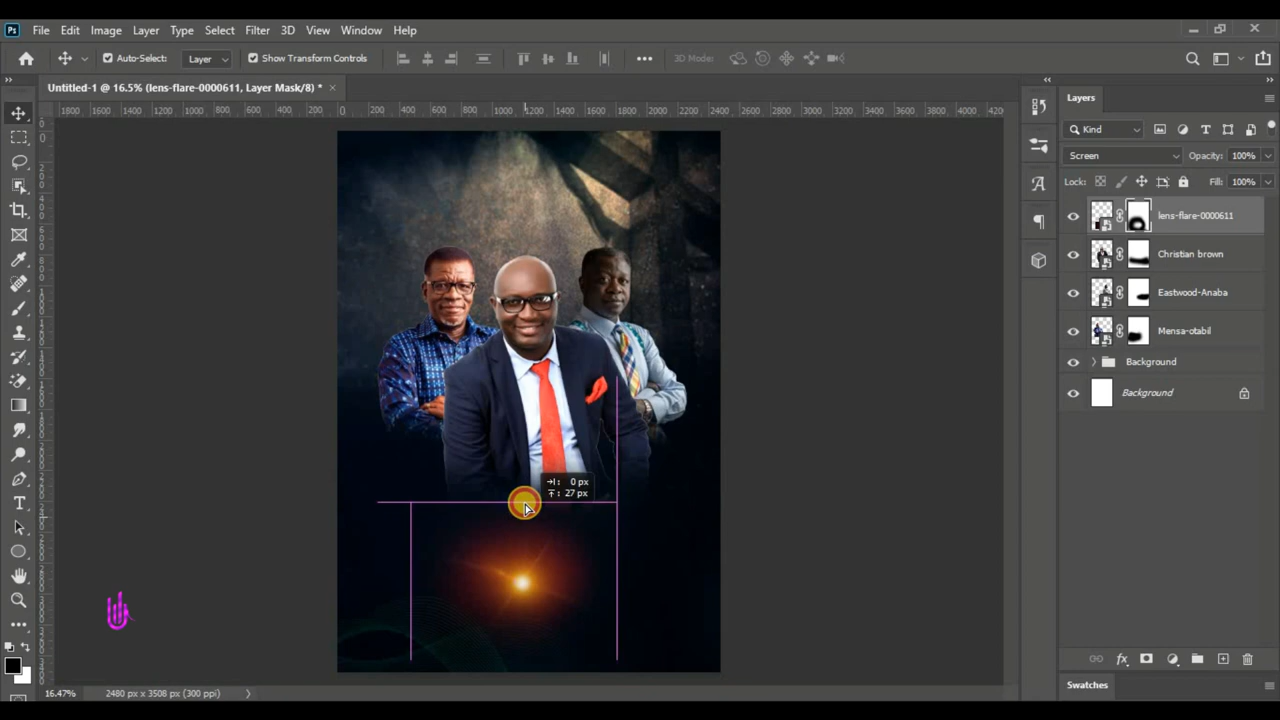 Ps File Edit Image Layer Type Select Filter 3D View Window Help
Auto-Select: Layer Show Transform Controls 3D Mode:
Untitled-1 @ 16.5% (lens-flare-0000611, Layer Mask/8) *
1800 1600 1400 1200 1000 800 600 400 200 0 200 400 600 800 1000 1200 1400 1600 1800 2000 2200 2400 2600 2800 3000 3200 3400 3600 3800 4000 420
Layers
Kind
Screen Opacity: 100%
Lock: Fill: 100%
lens-flare-0000611
Christian brown
Eastwood-Anaba
Mensa-otabil
Background
Background
0 px
27 px
Swatches
16.47% 2480 px x 3508 px (300 ppi)